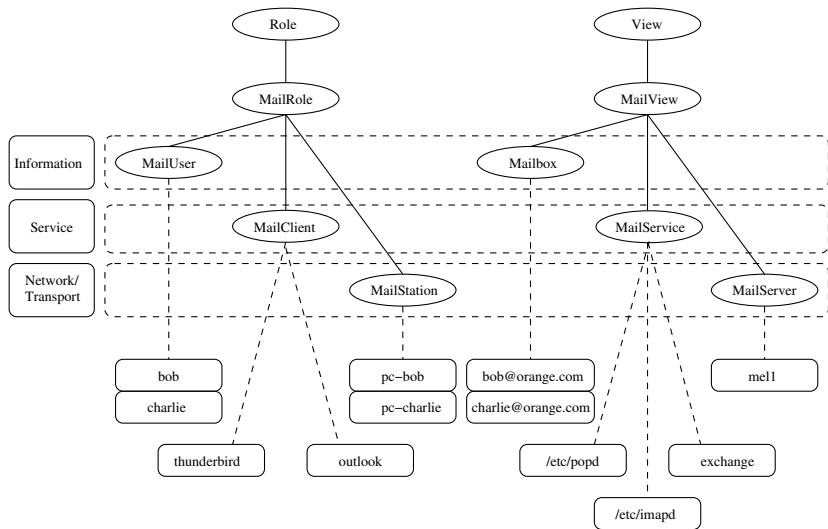 Role
View
MailRole
MailView
Information
MailUser
Mailbox
Service
MailClient
MailService
Network/
Transport
MailStation
MailServer
bob
pc−bob
bob@orange.com
mel1
charlie
pc−charlie
charlie@orange.com
thunderbird
outlook
/etc/popd
exchange
/etc/imapd